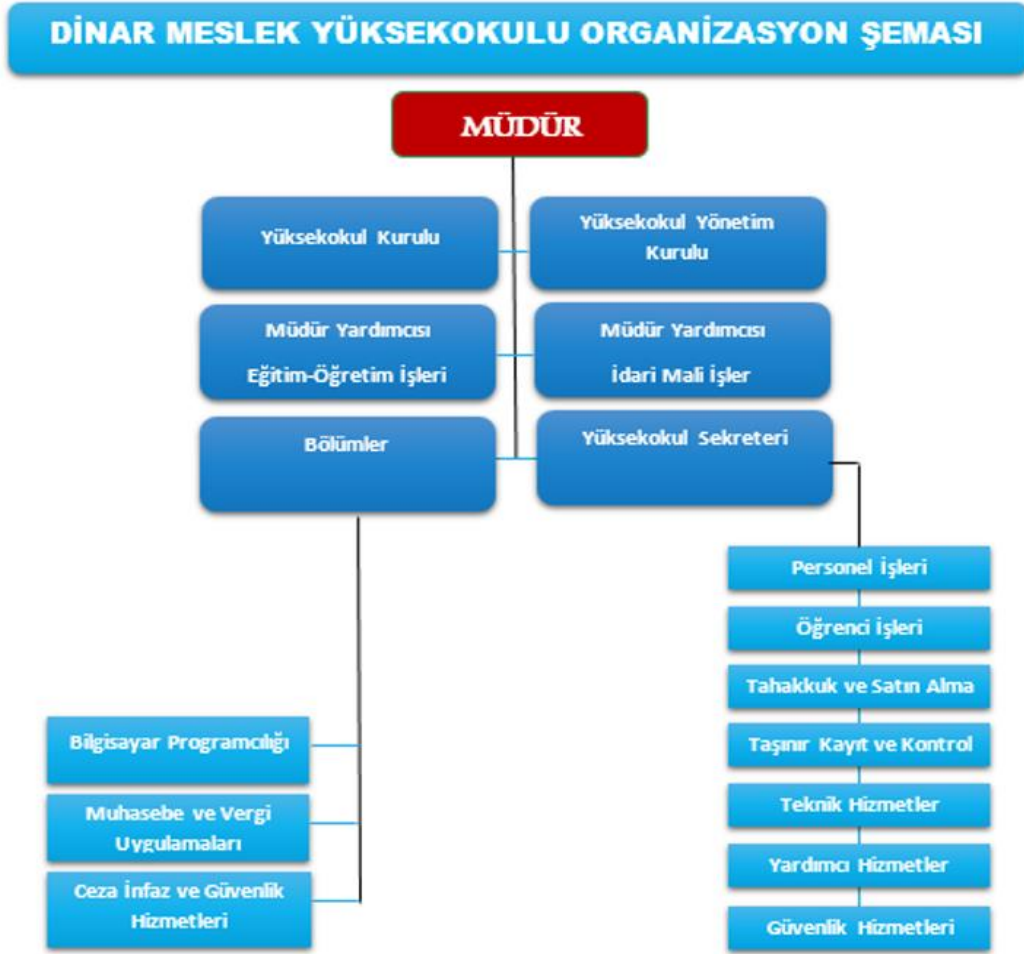 DİNAR MESLEK YÜKSEKOKULU ORGANİZASYON ŞEMASI
MÜDÜR
Yüksekokul Kurulu
Yüksekokul Yönetim
Kurulu
Müdür Yardımcısı
Eğitim-Öğretim İşleri
Müdür Yardımcısı
İdari Mali İşler
Bölümler
Yüksekokul Sekreteri
Personel İşleri
Öğrenci İşleri
Tahakkuk ve Satın Alma
Taşınır Kayıt ve Kontrol
Teknik Hizmetler
Yardımcı Hizmetler
Güvenlik Hizmetleri
Bilgisayar Programcılığı
Muhasebe ve Vergi
Uygulamaları
Ceza İnfaz ve Güvenlik
Hizmetleri